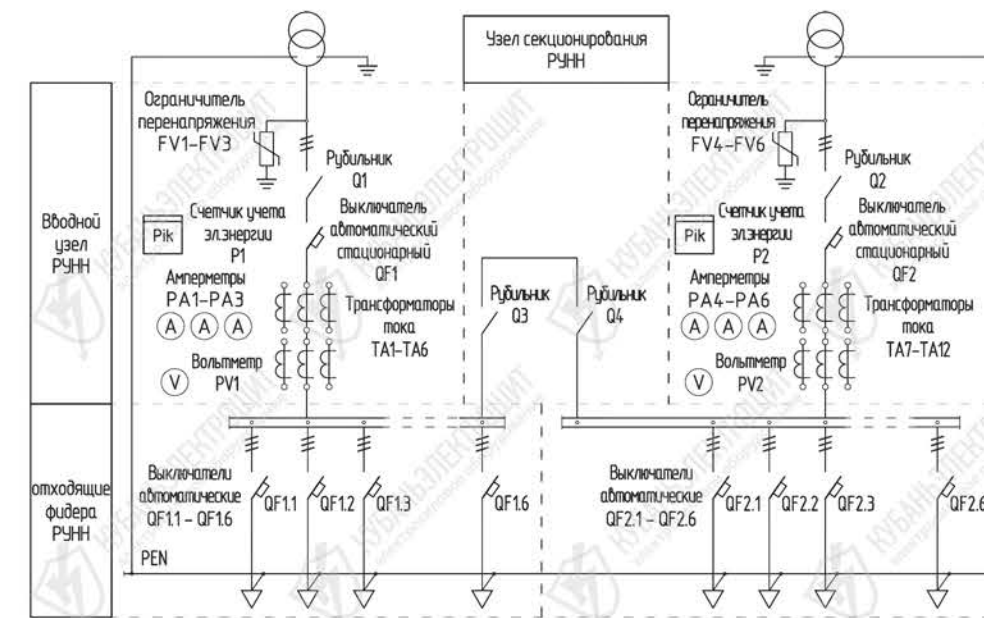 Узел секционирования
РУНН
Вводной
узел
РУНН
Ограничитель
перенапряжения
FV1-FV3
Рубильник
Q1
Счетчик учета
эл.энергии
P1
Pik
Выключатель
автоматический
стационарный
QF1
Амперметры
PA1-PA3
A A A
Трансформаторы
тока
TA1-TA6
Вольтметр
PV1
V
Рубильник
Q3
Рубильник
Q4
Ограничитель
перенапряжения
FV4-FV6
Рубильник
Q2
Счетчик учета
эл.энергии
P2
Pik
Выключатель
автоматический
стационарный
QF2
Амперметры
PA4-PA6
A A A
Трансформаторы
тока
TA7-TA12
Вольтметр
PV2
V
отходящие
фидера
РУНН
Выключатели
автоматические
QF1.1 - QF1.6
QF1.1 QF1.2 QF1.3 QF1.6
Выключатели
автоматические
QF2.1 - QF2.6
QF2.1 QF2.2 QF2.3 QF2.6
PEN
КУБАНЬЭЛЕКТРОЩИТ
электрощитовое оборудование